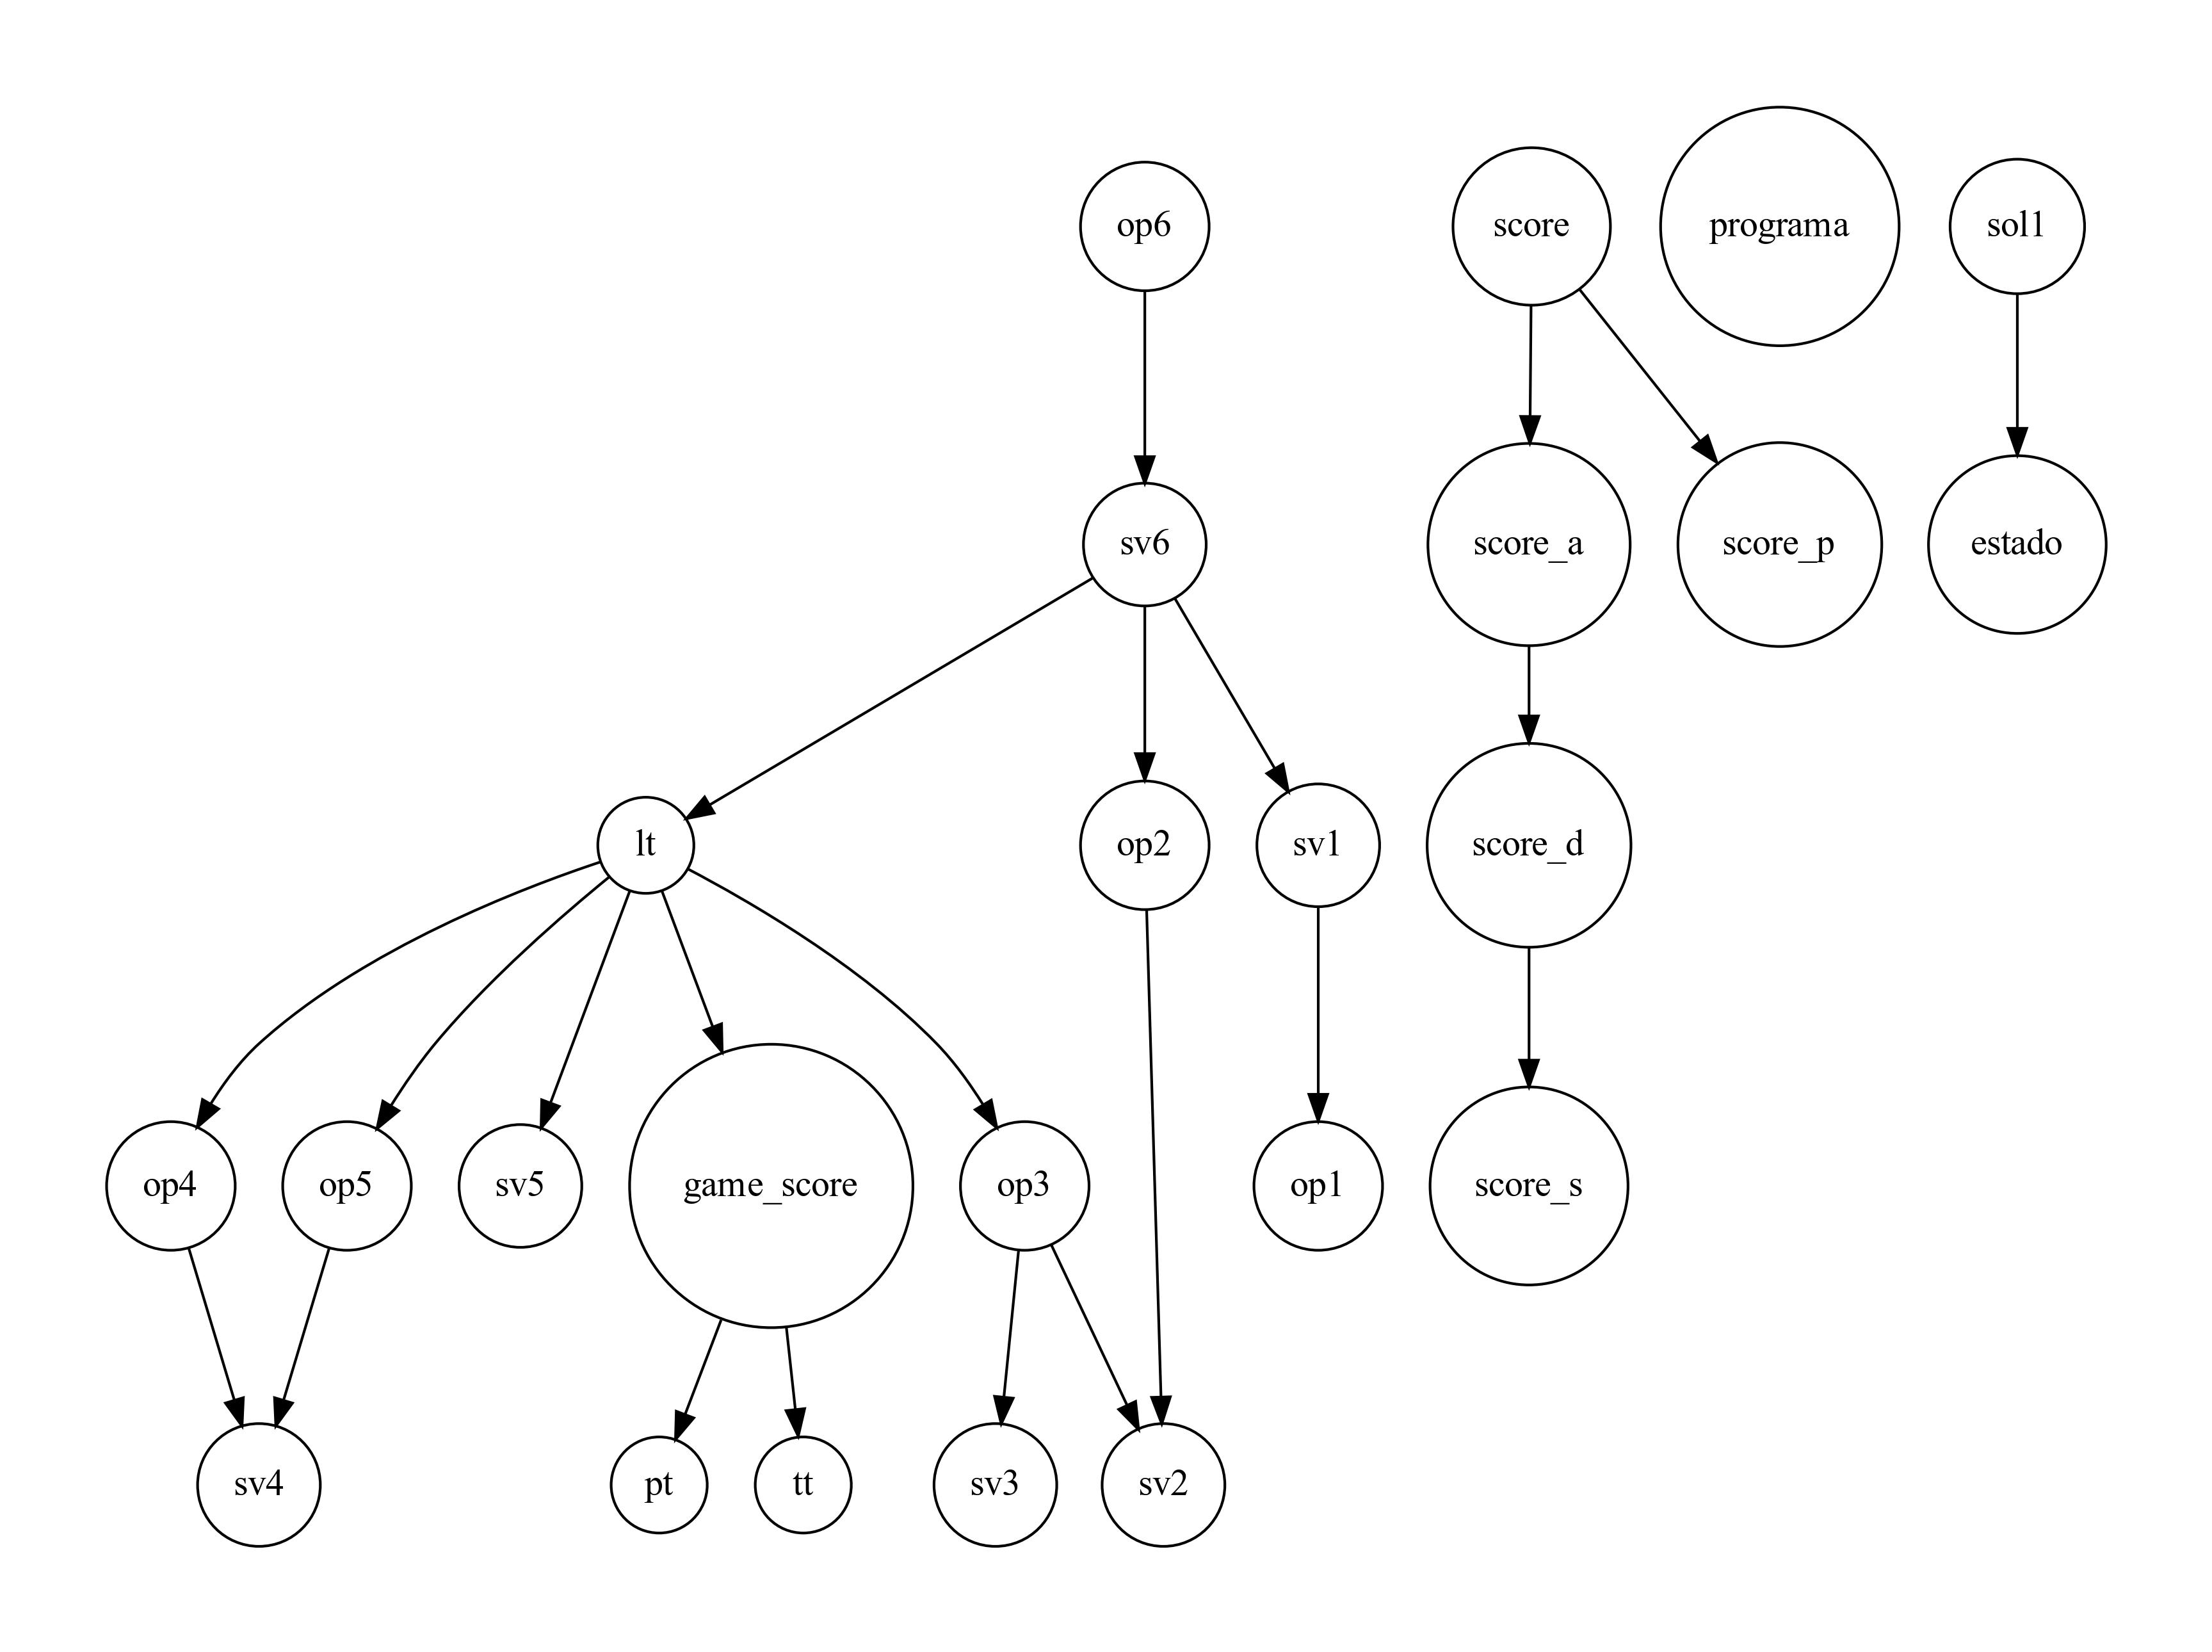 op6
score
programa
sol1
sv6
score_a
score_p
estado
lt
op2
sv1
score_d
op4
op5
sv5
game_score
op3
op1
score_s
sv4
pt
tt
sv3
sv2